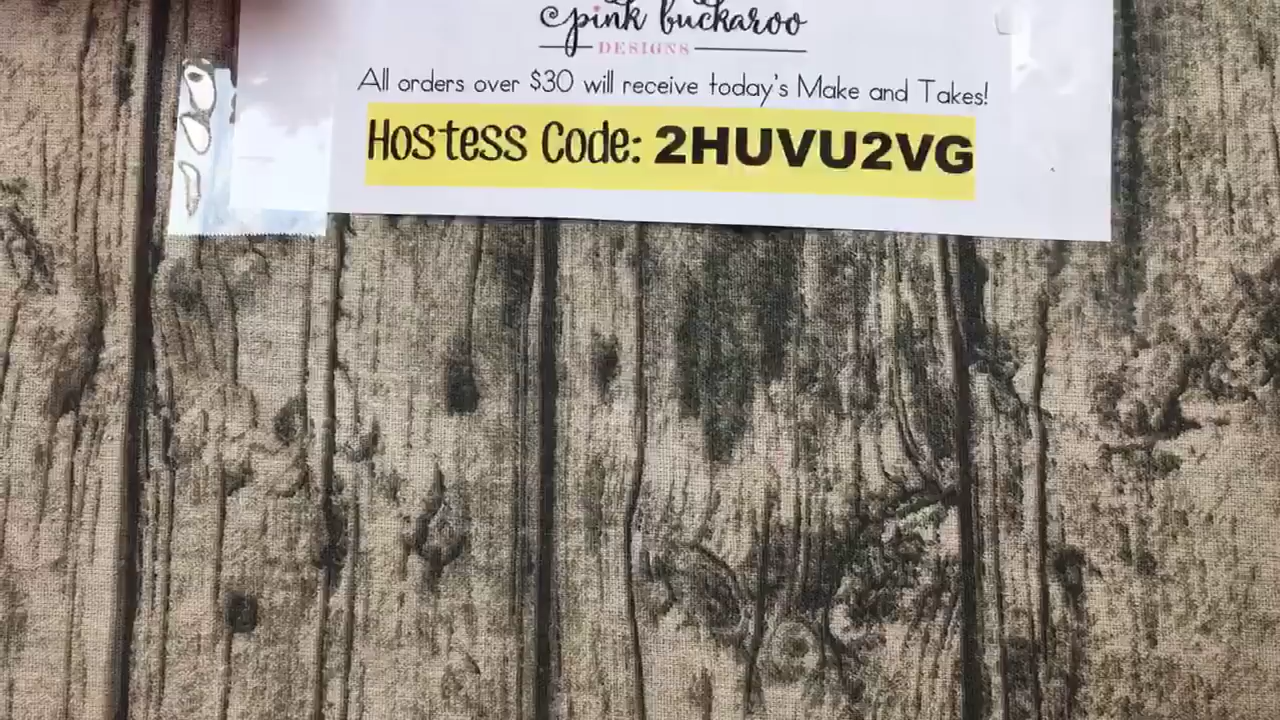 pink buckaroo
DESIGNS
All orders over $30 will receive today's Make and Takes!
Hostess Code: 2HUVU2VG